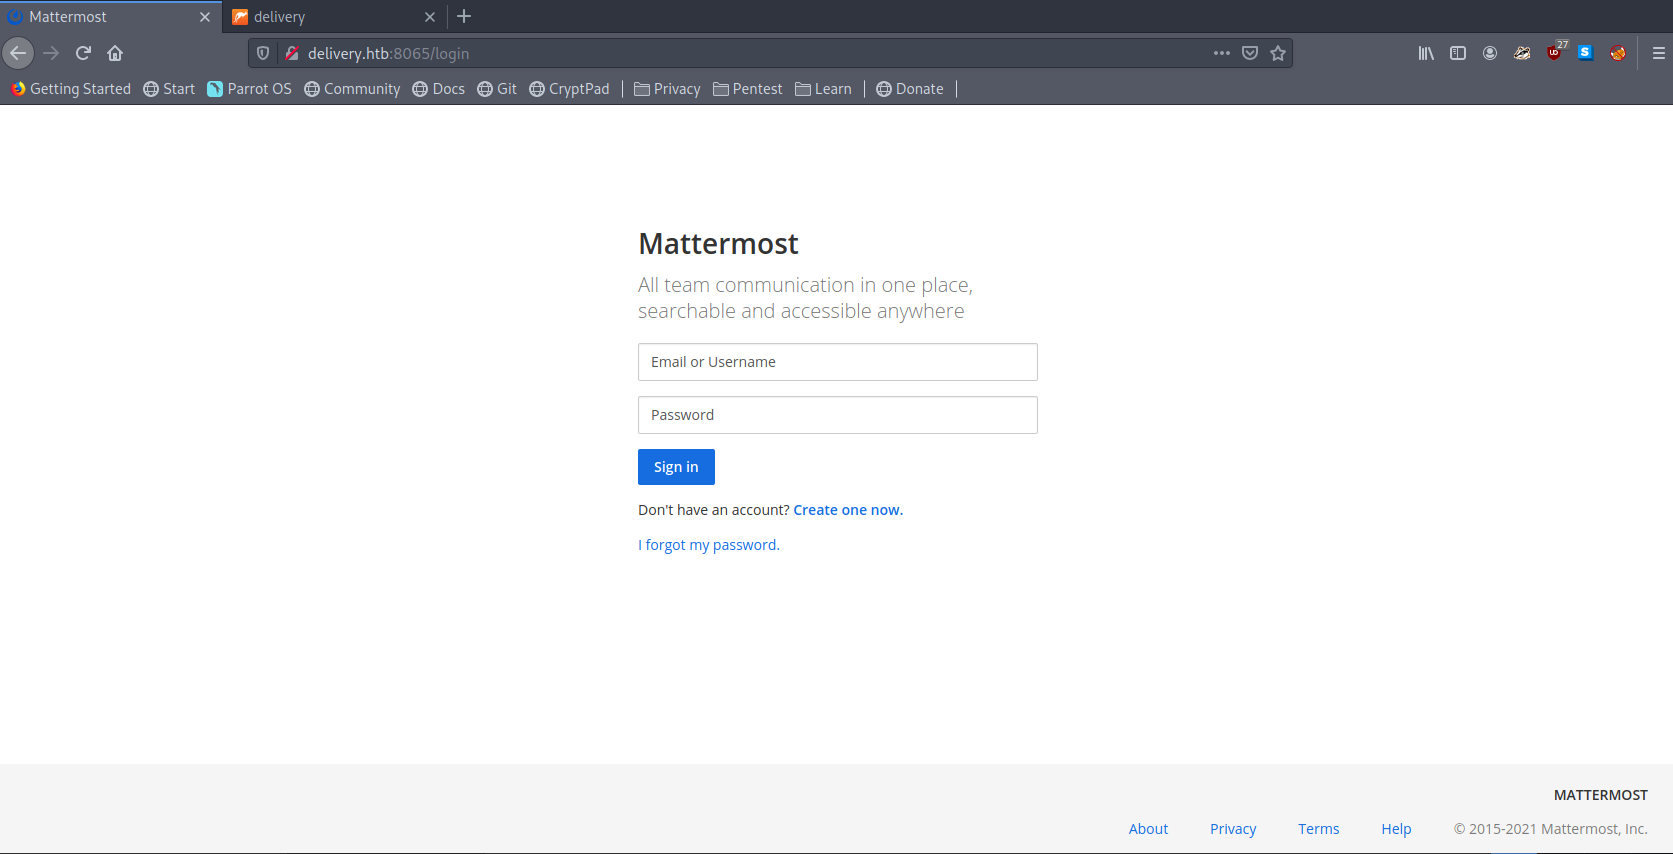 Mattermost
delivery
delivery.htb:8065/login
27
Getting Started Start Parrot OS Community Docs Git CryptPad Privacy Pentest Learn Donate
Mattermost
All team communication in one place,
searchable and accessible anywhere
Email or Username
Password
Sign in
Don't have an account? Create one now.
I forgot my password.
MATTERMOST
About Privacy Terms Help © 2015-2021 Mattermost, Inc.